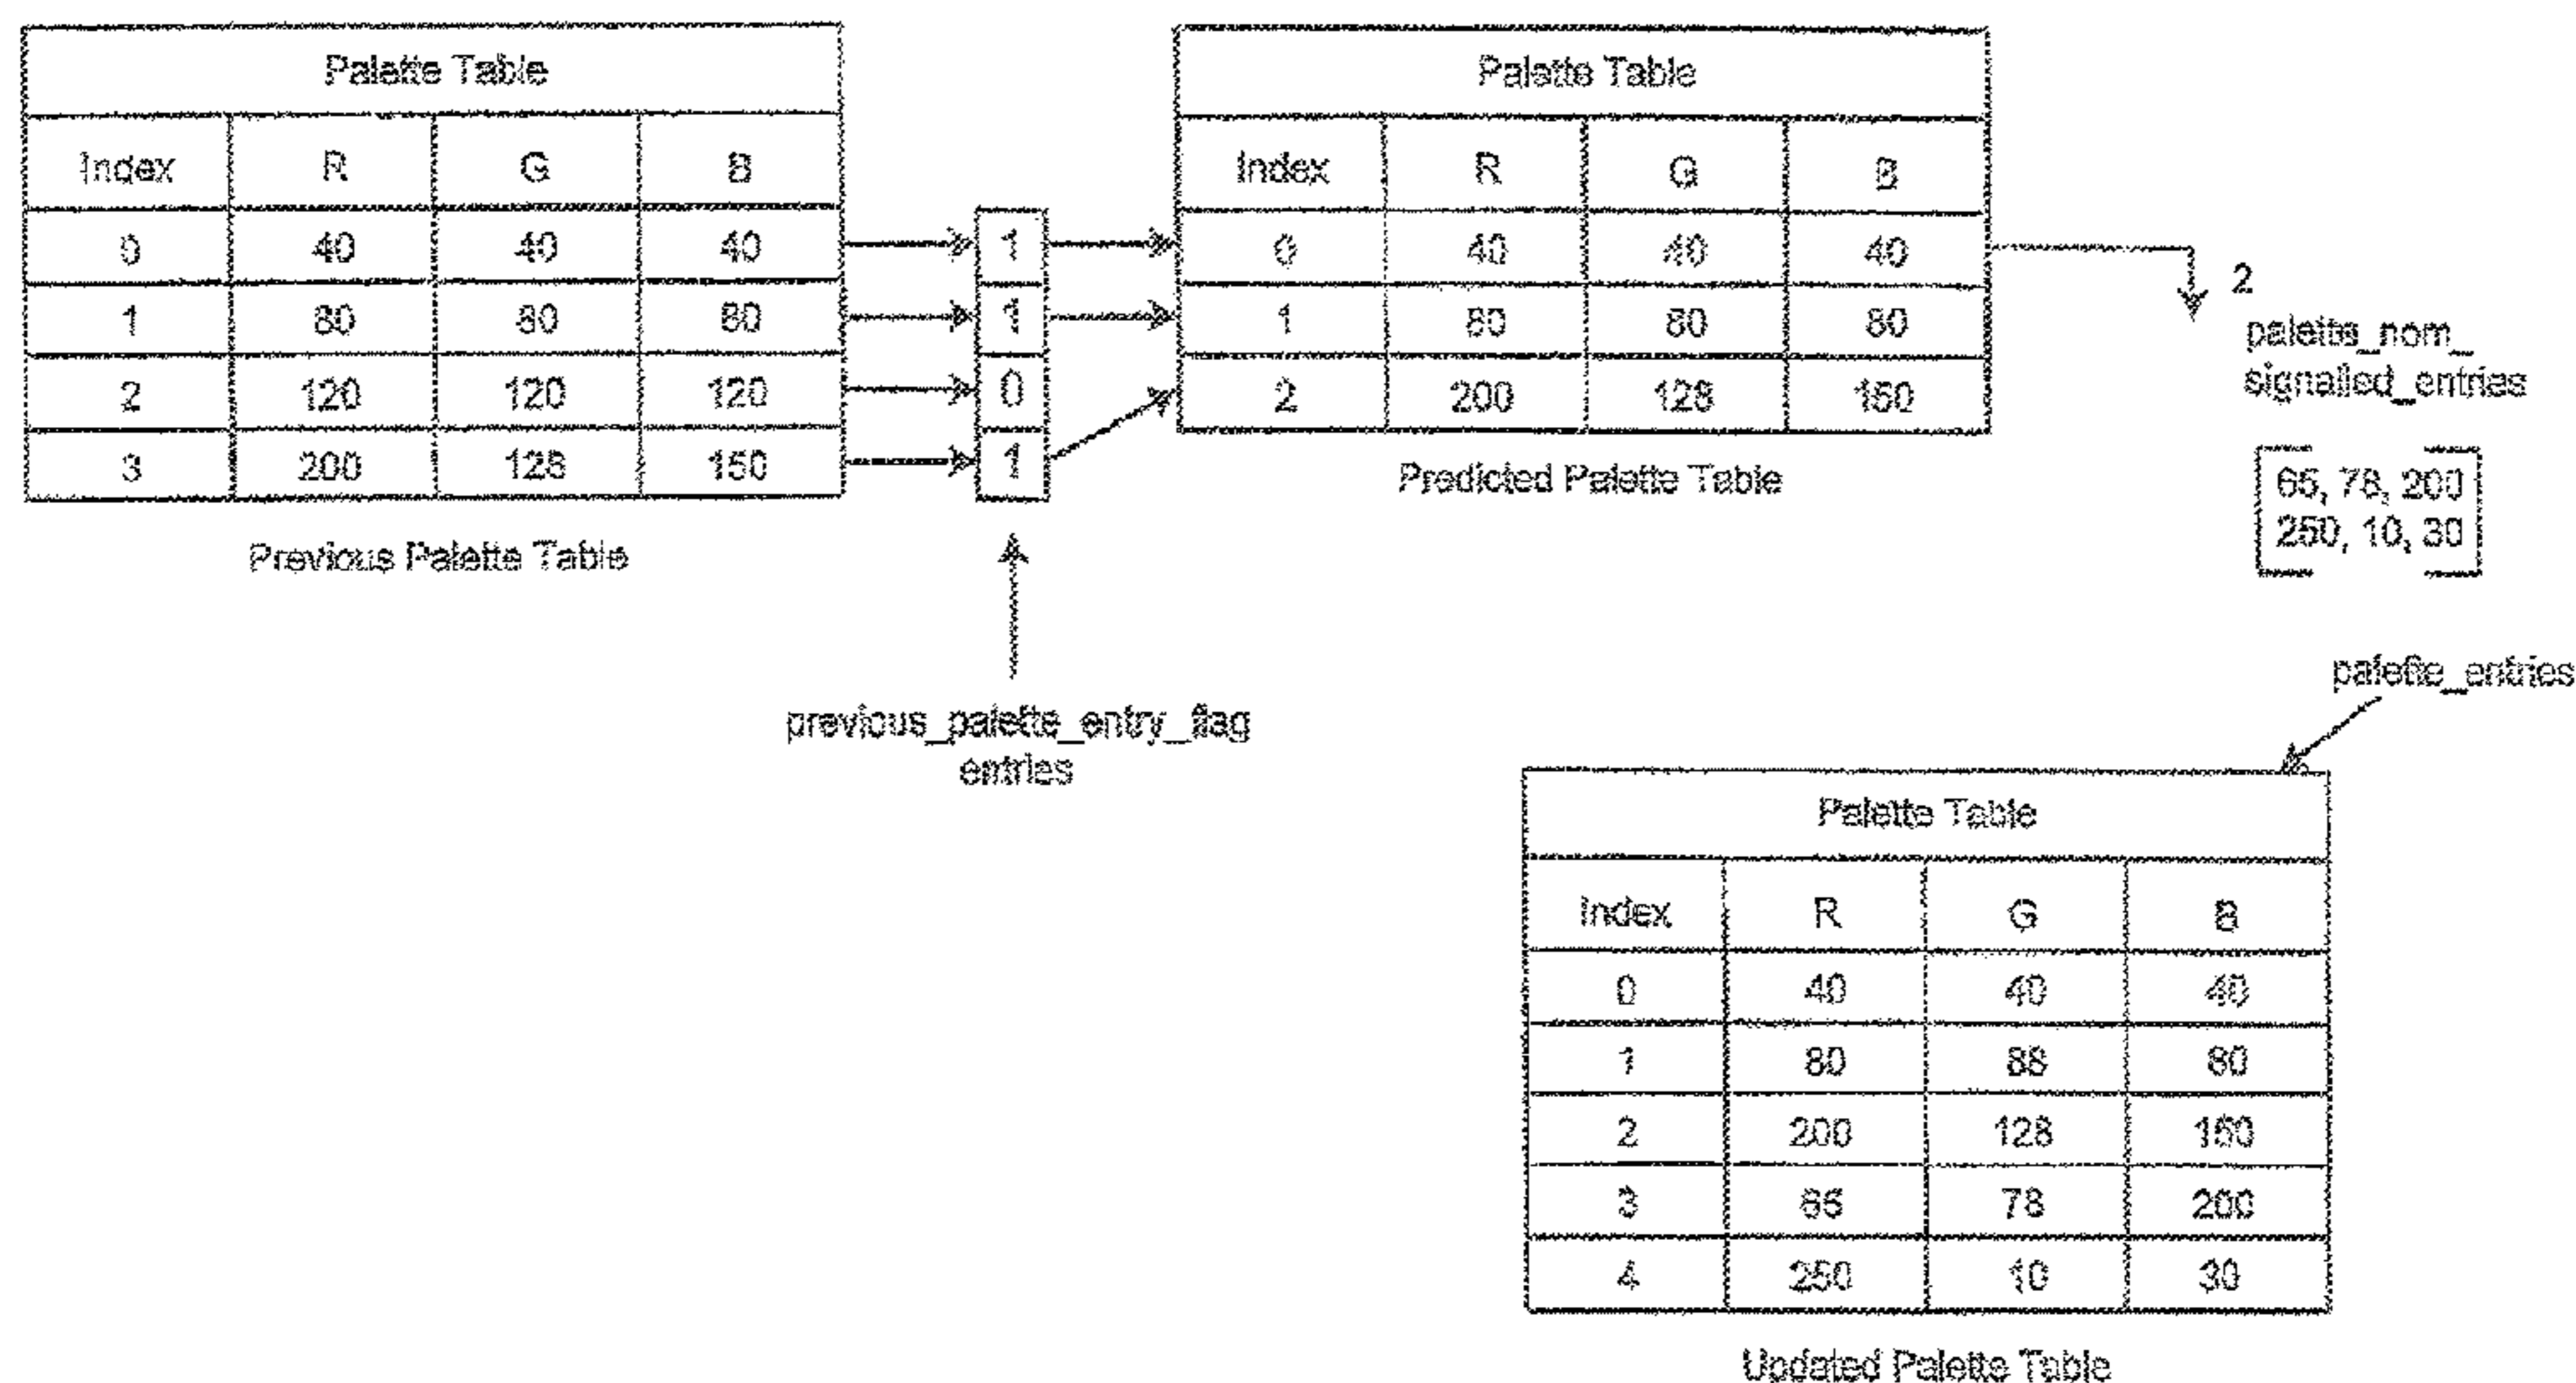 Palette Table
Index R G B
0 40 40 40
1 80 80 80
2 120 120 120
3 200 128 150
Previous Palette Table
1
1
0
1
previous_palette_entry_flag
entries
Palette Table
Index R G B
0 40 40 40
1 80 80 80
2 200 128 150
Predicted Palette Table
2
palette_nom_
signalled_entries
65, 78, 200
250, 10, 30
palette_entries
Palette Table
Index R G B
0 40 40 40
1 80 88 80
2 200 128 150
3 65 78 200
4 250 10 30
Updated Palette Table